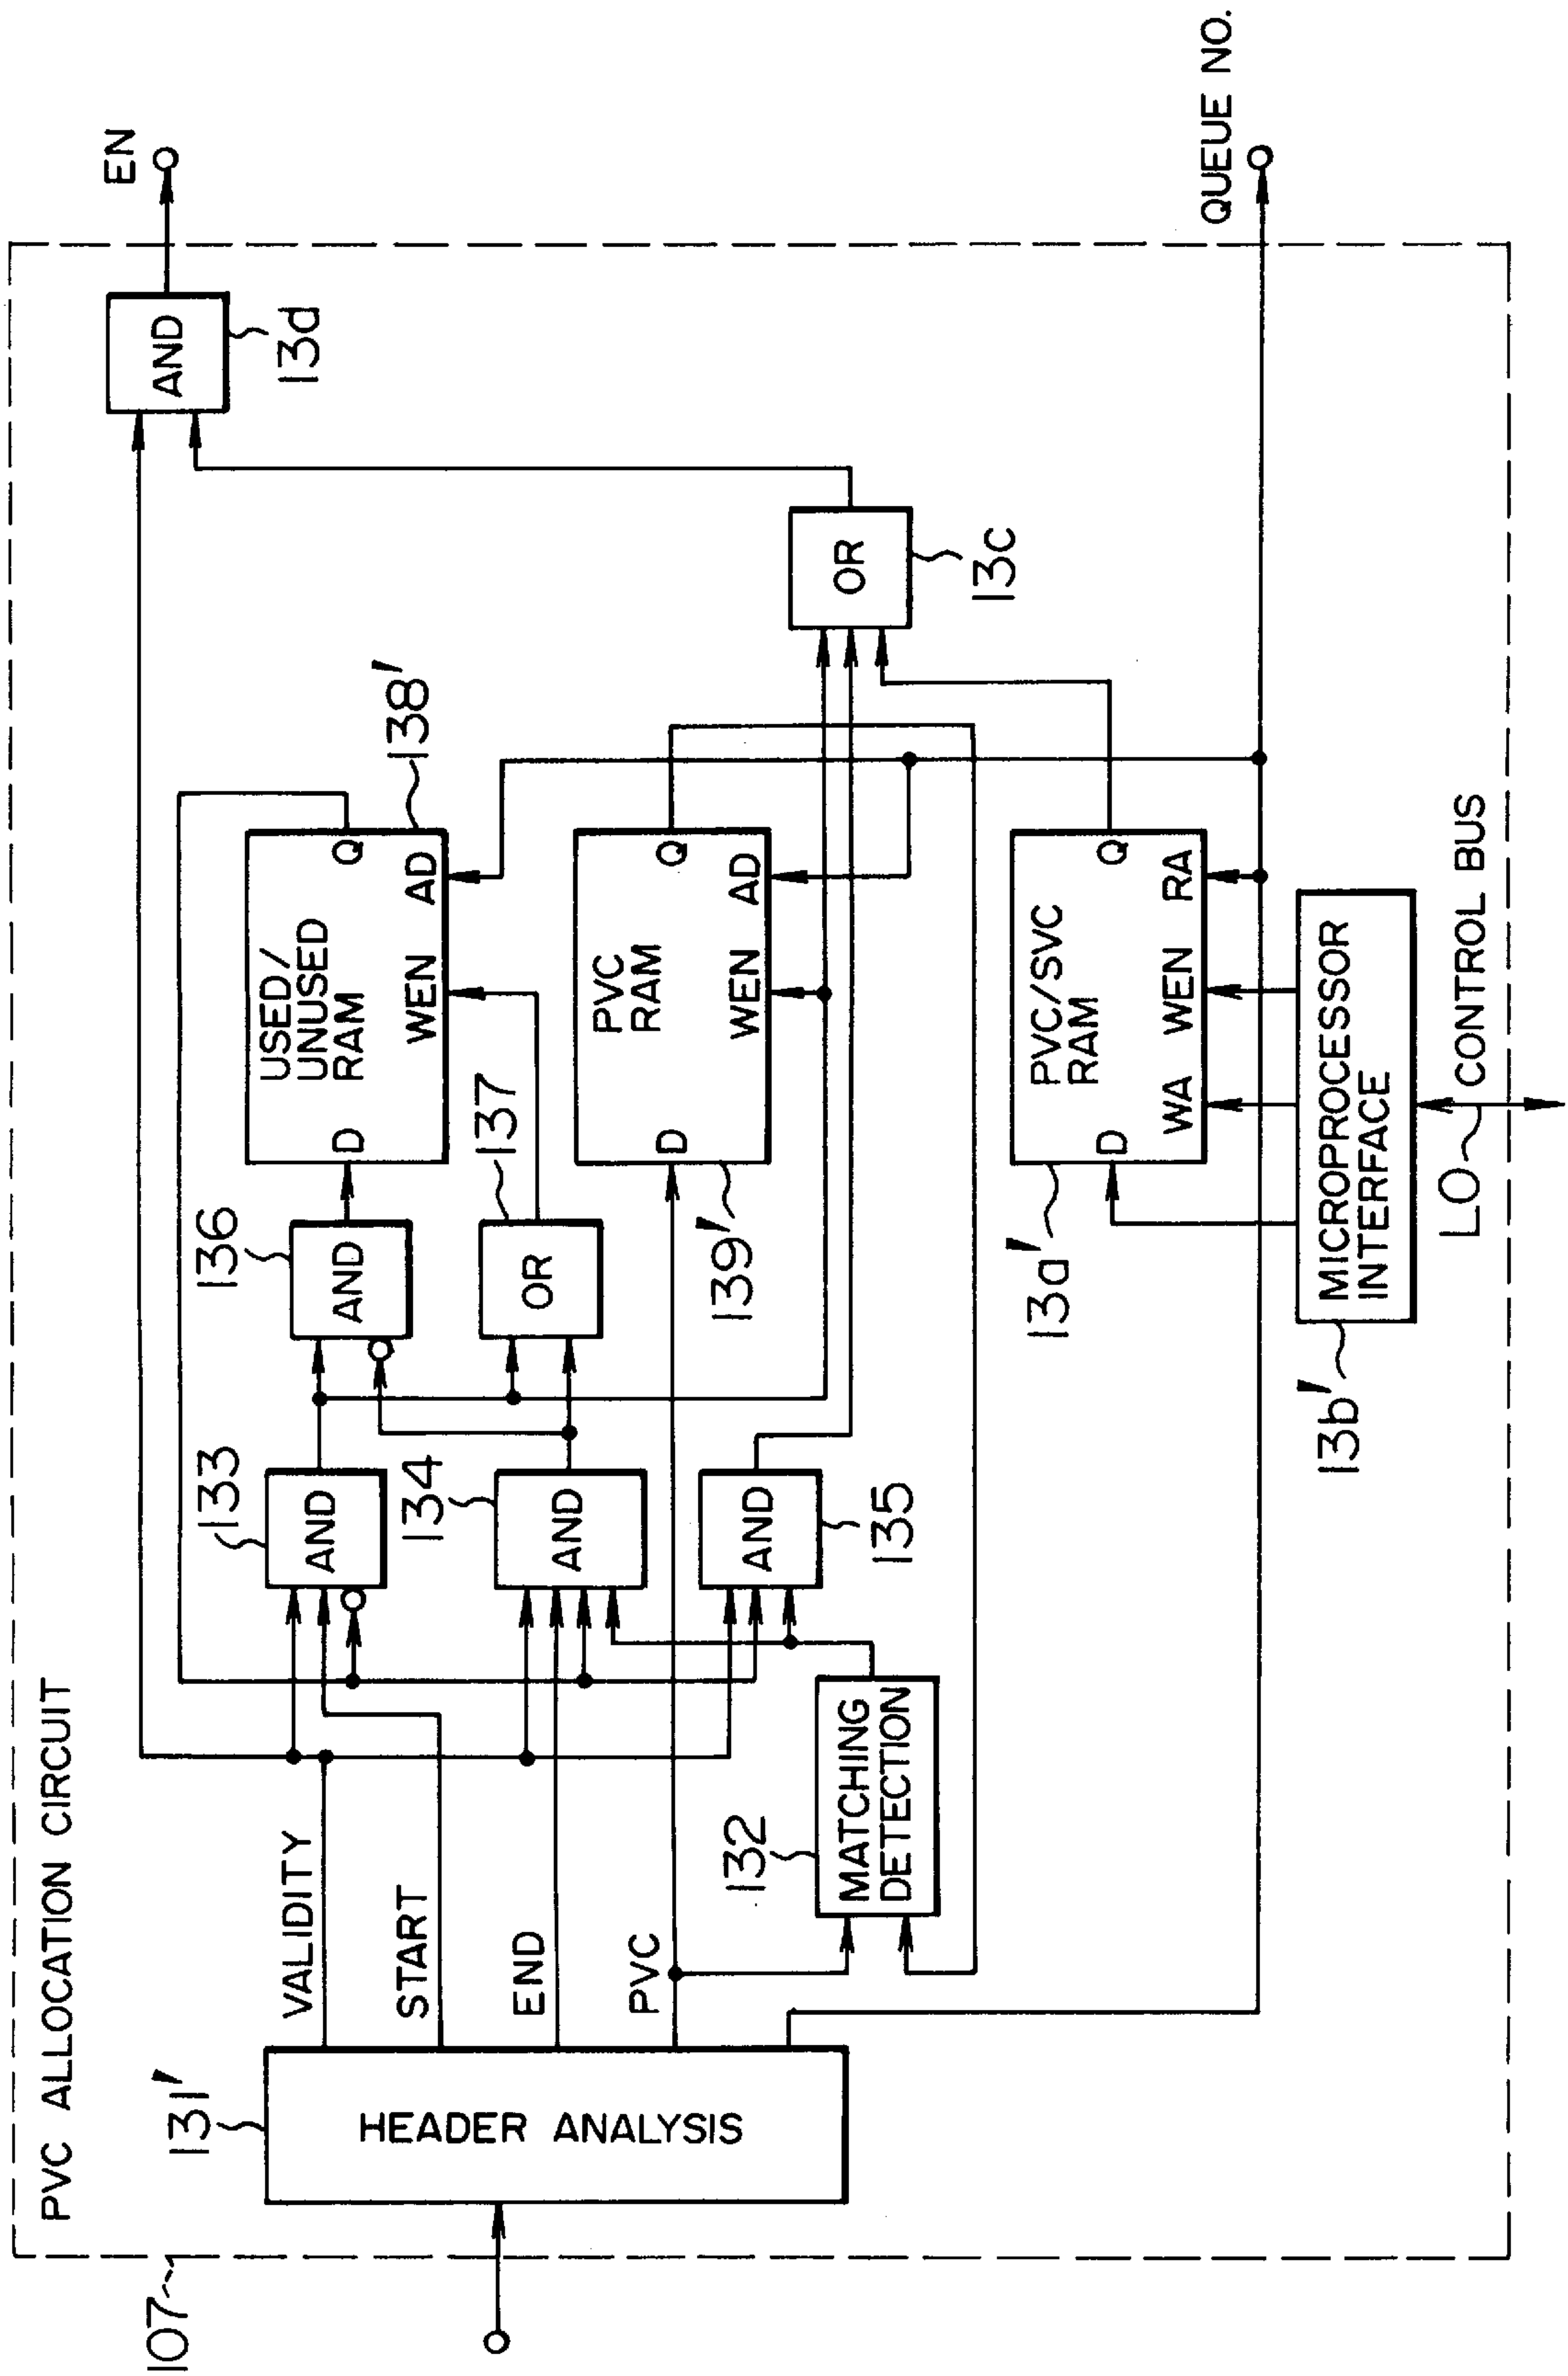 107
PVC ALLOCATION CIRCUIT
131'
HEADER ANALYSIS
VALIDITY
START
END
PVC
132
MATCHING
DETECTION
133
AND
134
AND
135
AND
136
AND
137
OR
138'
USED/
UNUSED
RAM
D
Q
WEN
AD
139'
PVC
RAM
D
Q
WEN
AD
13a'
PVC/SVC
RAM
D
Q
WA
WEN
RA
13b'
MICROPROCESSOR
INTERFACE
LO
CONTROL BUS
OR
13c
AND
13d
EN
QUEUE NO.